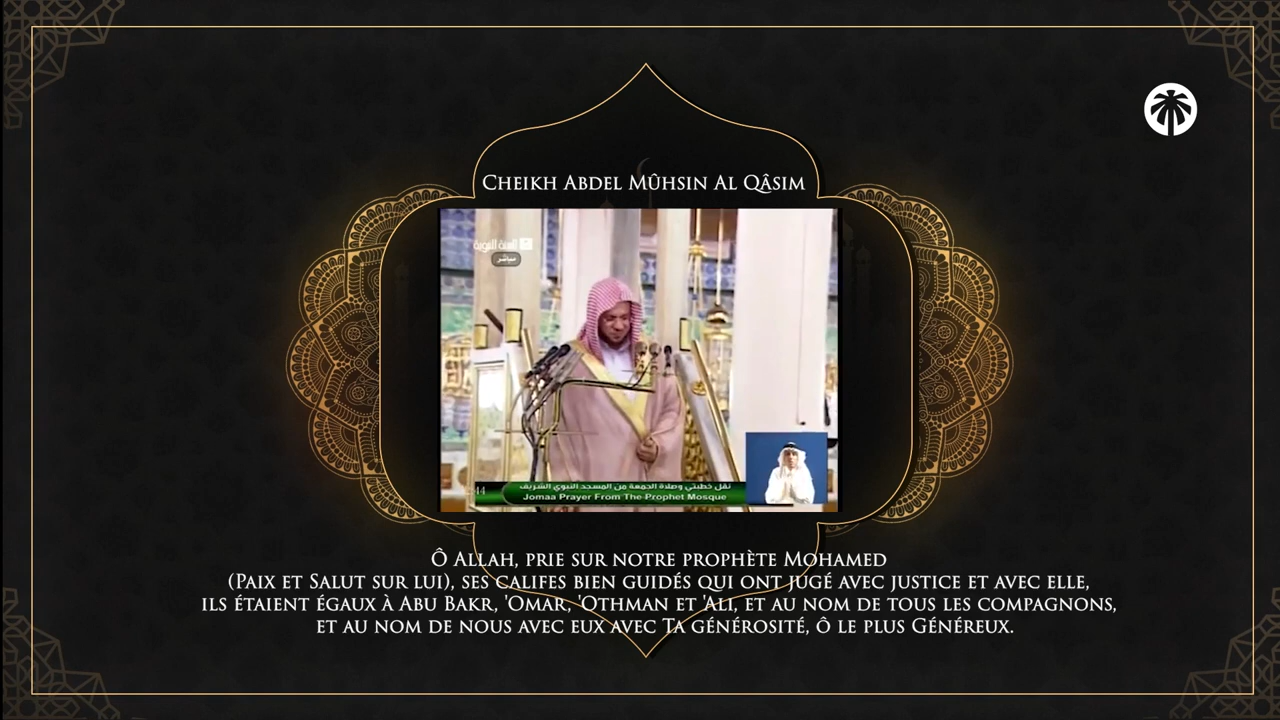 Cheikh Abdel Mûhsin Al Qâsim
السنة النبوية
مباشر
نقل خطبتي وصلاة الجمعة من المسجد النبوي الشريف
Jomaa Prayer From The Prophet Mosque
Ô Allah, prie sur notre prophète Mohamed
(Paix et Salut sur lui), ses califes bien guidés qui ont jugé avec justice et avec elle,
ils étaient égaux à Abu Bakr, 'Omar, 'Othman et 'Ali, et au nom de tous les compagnons,
et au nom de nous avec eux avec Ta générosité, ô le plus Généreux.